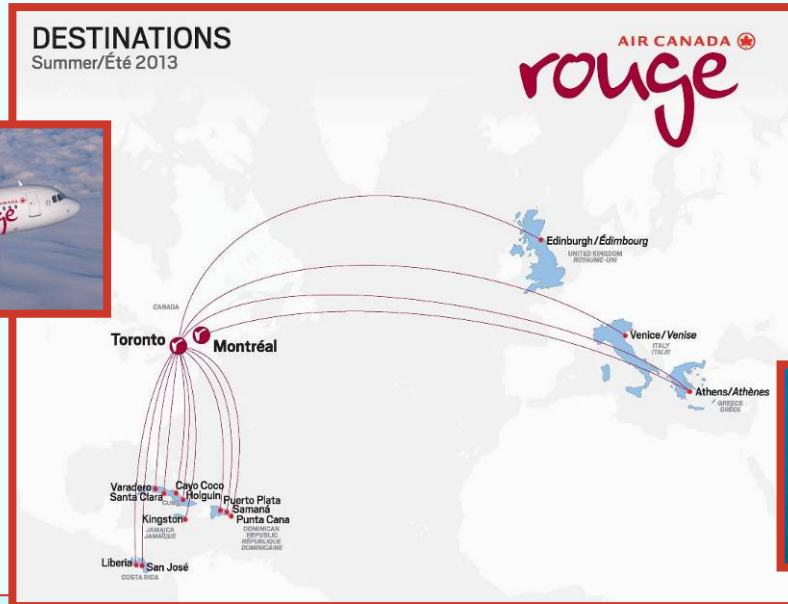 DESTINATIONS
Summer/Été 2013
AIR CANADA
rouge
Edinburgh/Édimbourg
UNITED KINGDOM
ROYAUME-UNI
CANADA
Toronto
Montréal
Venice/Venise
ITALY
ITALIE
Athens/Athènes
GREECE
GRÈCE
Varadero
Cayo Coco
Santa Clara
CUBA
Holguin
Puerto Plata
Samaná
Kingston
Punta Cana
JAMAICA
JAMAÏQUE
DOMINICAN
REPUBLIC
RÉPUBLIQUE
DOMINICAINE
Liberia
San José
COSTA RICA